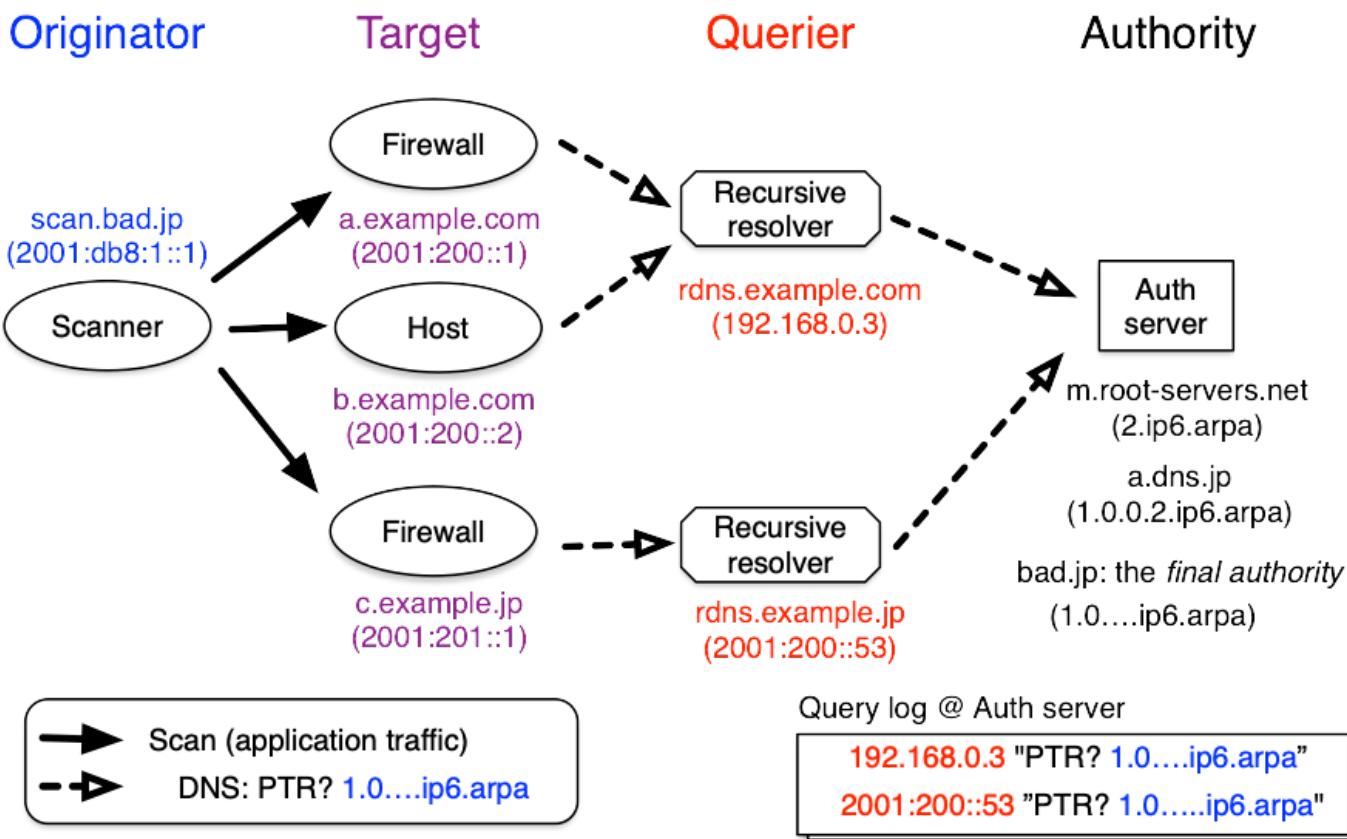 Originator
Target
Querier
Authority
Firewall
Recursive
resolver
scan.bad.jp
(2001:db8:1::1)
a.example.com
(2001:200::1)
rdns.example.com
(192.168.0.3)
Auth
server
Scanner
Host
b.example.com
(2001:200::2)
m.root-servers.net
(2.ip6.arpa)
a.dns.jp
(1.0.0.2.ip6.arpa)
Firewall
Recursive
resolver
bad.jp: the final authority
(1.0....ip6.arpa)
c.example.jp
(2001:201::1)
rdns.example.jp
(2001:200::53)
Scan (application traffic)
DNS: PTR? 1.0....ip6.arpa
Query log @ Auth server
192.168.0.3 "PTR? 1.0....ip6.arpa”
2001:200::53 ”PTR? 1.0.....ip6.arpa"